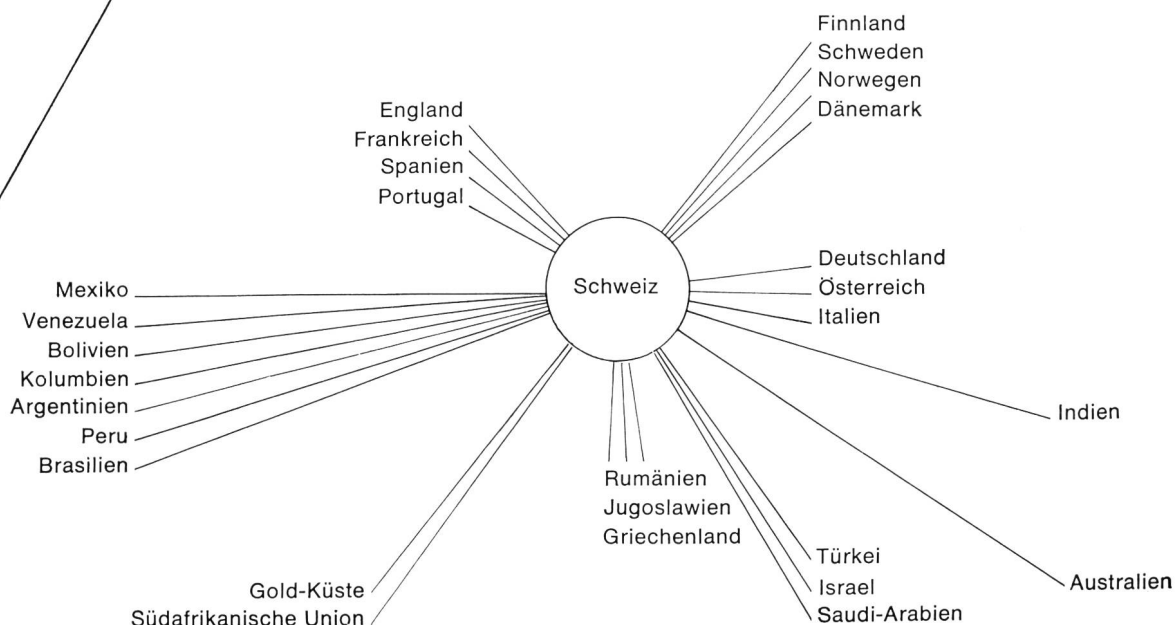 Finnland
Schweden
Norwegen
Dänemark
England
Frankreich
Spanien
Portugal
Schweiz
Deutschland
Österreich
Italien
Mexiko
Venezuela
Bolivien
Kolumbien
Argentinien
Peru
Brasilien
Indien
Rumänien
Jugoslawien
Griechenland
Türkei
Israel
Saudi-Arabien
Australien
Gold-Küste
Südafrikanische Union